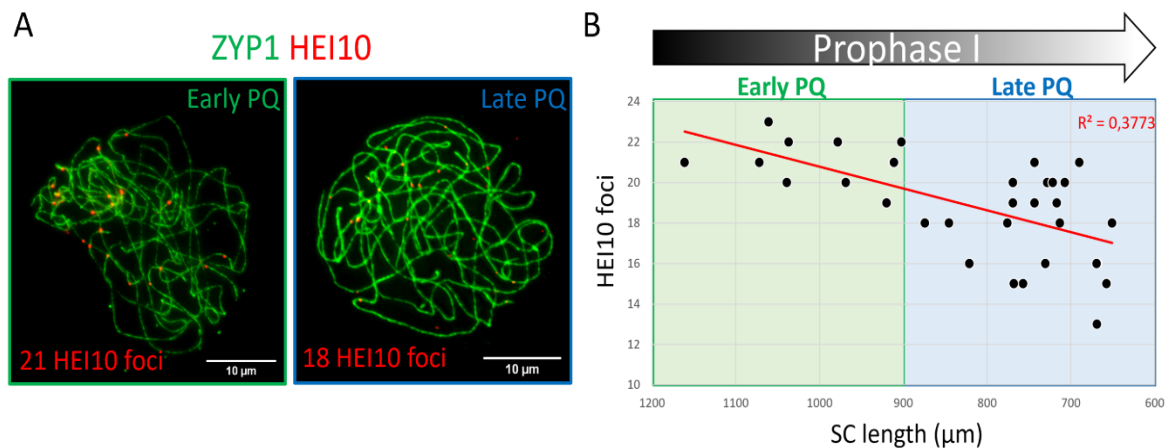 A
ZYP1 HEI10
Early PQ
21 HEI10 foci
10 µm
Late PQ
18 HEI10 foci
10 µm
B
Prophase I
Early PQ
Late PQ
R² = 0,3773
HEI10 foci
24
22
20
18
16
14
12
10
1200
1100
1000
900
800
700
600
SC length (µm)